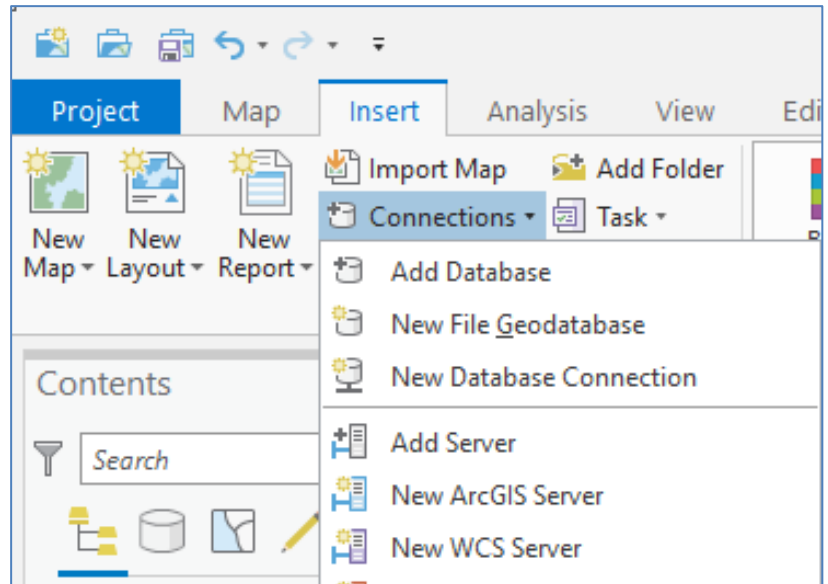 Project Map Insert Analysis View Edi
Import Map Add Folder
Connections Task
New Map New Layout New Report
Add Database
New File Geodatabase
New Database Connection
Contents
Search
Add Server
New ArcGIS Server
New WCS Server